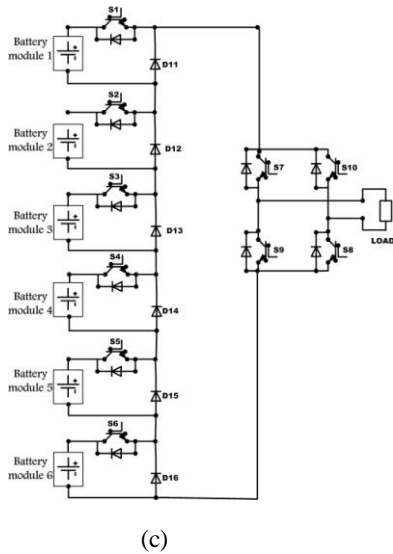 S1
Battery
module 1
D11
S2
Battery
module 2
D12
S7
S10
S3
Battery
module 3
D13
S9
S8
LOAD
S4
Battery
module 4
D14
S5
Battery
module 5
D15
S6
Battery
module 6
D16
(c)